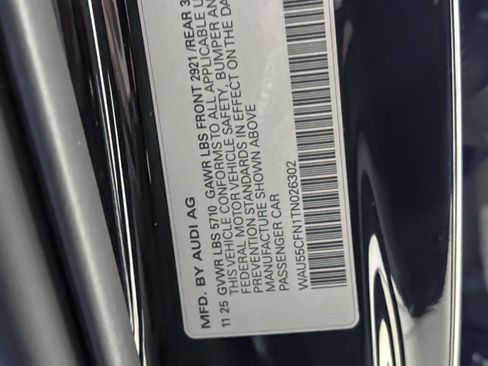 MFD. BY AUDI AG
11 25 GVWR LBS 5710 GAWR LBS FRONT 2921 /REAR 3
THIS VEHICLE CONFORMS TO ALL APPLICABLE
FEDERAL MOTOR VEHICLE SAFETY, BUMPER AND
PREVENTION STANDARDS IN EFFECT ON THE
MANUFACTURE SHOWN ABOVE
PASSENGER CAR
WAU55CFN1TN026302